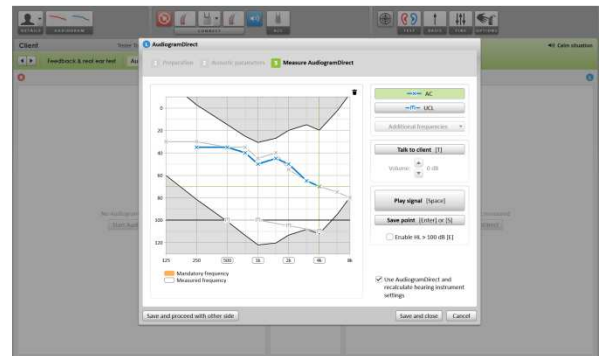 DETAILS
AUDIOGRAM
CONNECT
ALL
TEST
BASIC
FINE
OPTIONS
Client
Calm situation
Feedback & real ear test
AudiogramDirect
1 Preparation
2 Acoustic parameters
3 Measure AudiogramDirect
0
20
40
60
80
100
120
125
250
500
1k
2k
4k
8k
Mandatory frequency
Measured frequency
AC
UCL
Additional frequencies
Talk to client [T]
Volume:
0 dB
Play signal [Space]
Save point [Enter] or [S]
Enable HL > 100 dB [E]
Use AudiogramDirect and
recalculate hearing instrument
settings
Save and proceed with other side
Save and close
Cancel